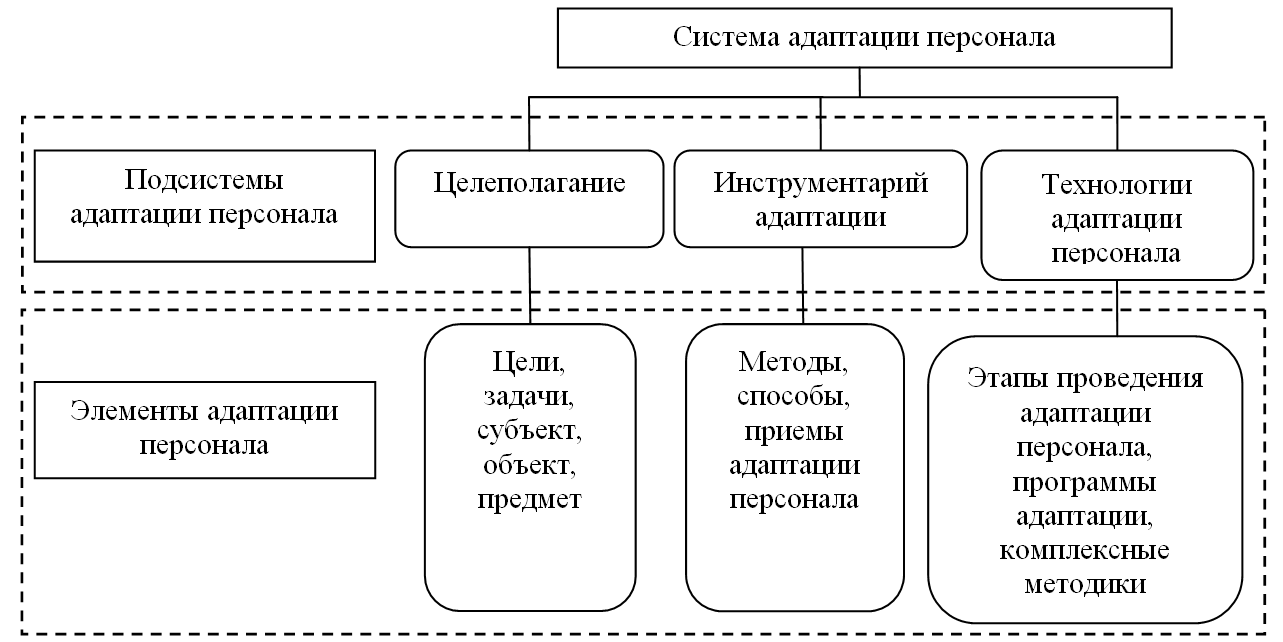 Система адаптации персонала
Подсистемы
адаптации персонала
Целеполагание
Инструментарий
адаптации
Технологии
адаптации
персонала
Элементы адаптации
персонала
Цели,
задачи,
субъект,
объект,
предмет
Методы,
способы,
приемы
адаптации
персонала
Этапы проведения
адаптации
персонала,
программы
адаптации,
комплексные
методики